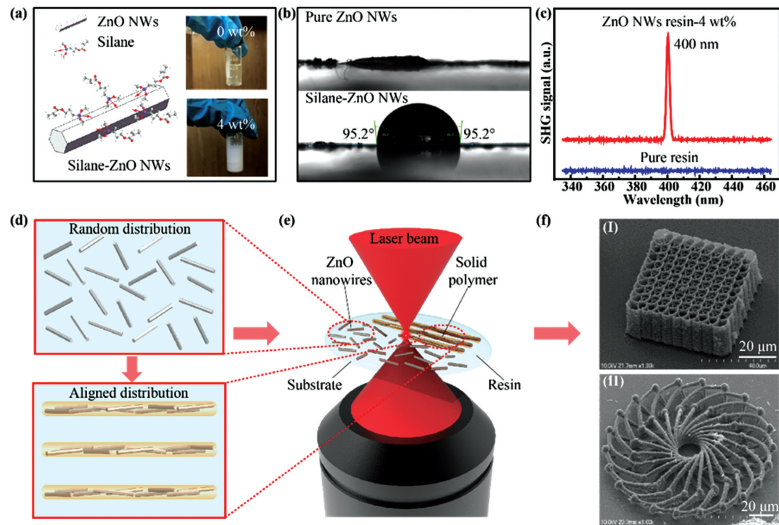 (a)
ZnO NWs
Silane
Silane-ZnO NWs
0 wt%
4 wt%
(b)
Pure ZnO NWs
Silane-ZnO NWs
95.2°
95.2°
(c)
ZnO NWs resin-4 wt%
400 nm
Pure resin
SHG signal (a.u.)
340 360 380 400 420 440 460
Wavelength (nm)
(d)
Random distribution
Aligned distribution
(e)
Laser beam
ZnO
nanowires
Solid
polymer
Substrate
Resin
(f)
(I)
20 μm
(II)
20 μm